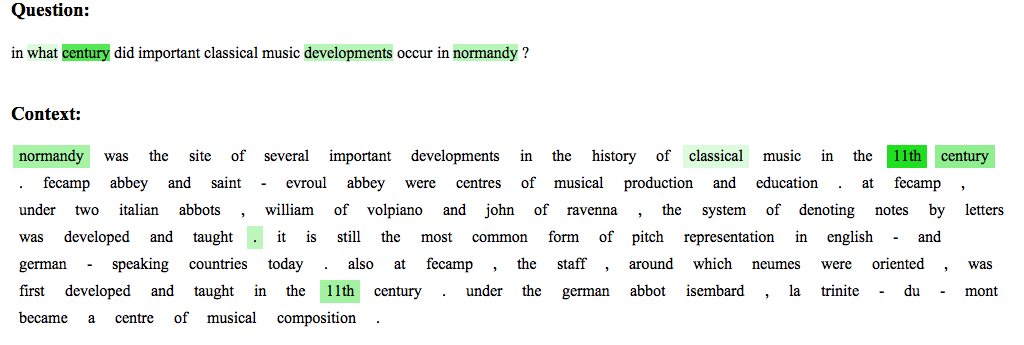 Question:
in what century did important classical music developments occur in normandy ?
Context:
normandy was the site of several important developments in the history of classical music in the 11th century
. fecamp abbey and saint - evroul abbey were centres of musical production and education . at fecamp ,
under two italian abbots , william of volpiano and john of ravenna , the system of denoting notes by letters
was developed and taught . it is still the most common form of pitch representation in english - and
german - speaking countries today . also at fecamp , the staff , around which neumes were oriented , was
first developed and taught in the 11th century . under the german abbot isembard , la trinite - du - mont
became a centre of musical composition .